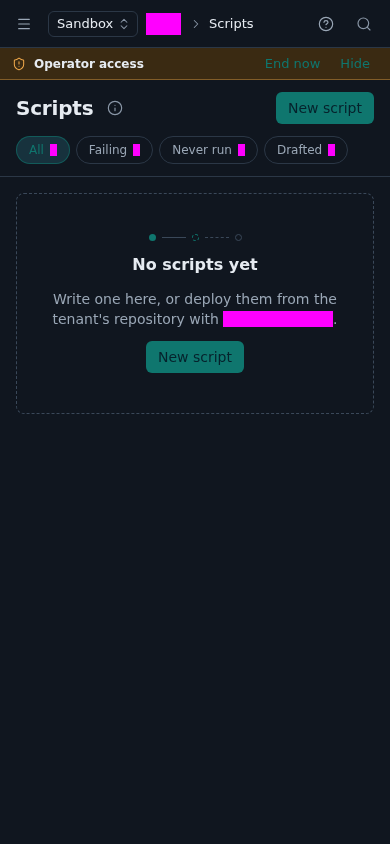 Sandbox
Scripts
Operator access
End now
Hide
Scripts
New script
All
Failing
Never run
Drafted
No scripts yet
Write one here, or deploy them from the
tenant's repository with .
New script